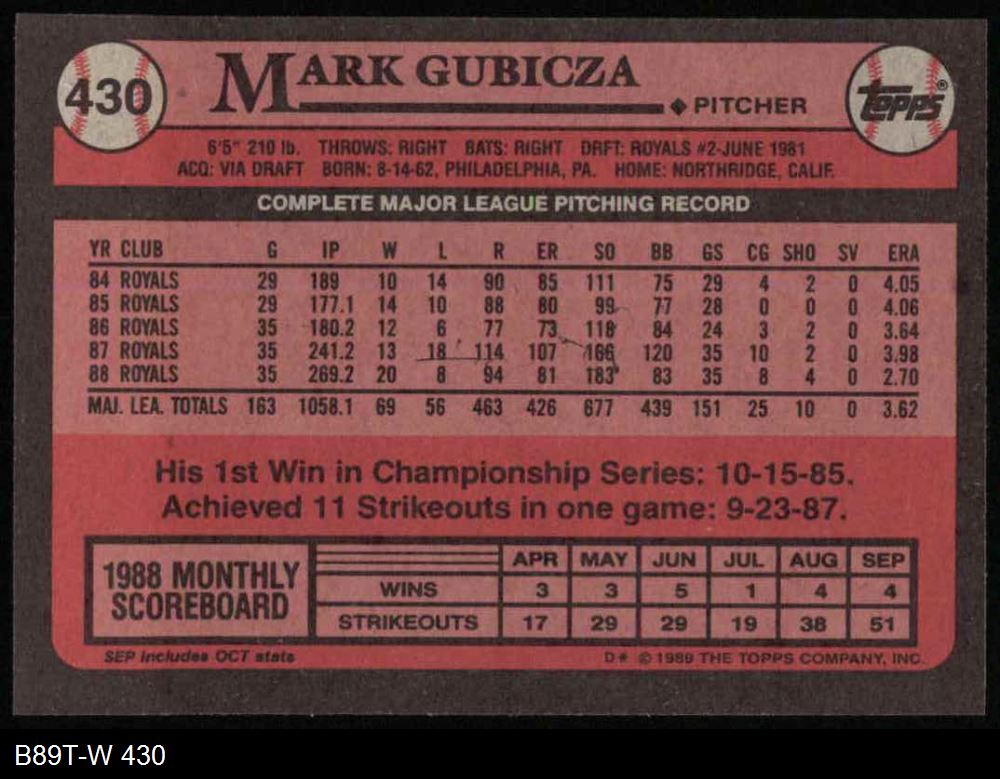 430
MARK GUBICZA
◆ PITCHER
Topps®
6'5" 210 lb. THROWS: RIGHT BATS: RIGHT DRFT: ROYALS #2-JUNE 1981
ACQ: VIA DRAFT BORN: 8-14-62, PHILADELPHIA, PA. HOME: NORTHRIDGE, CALIF.
COMPLETE MAJOR LEAGUE PITCHING RECORD
YR CLUB G IP W L R ER SO BB GS CG SHO SV ERA
84 ROYALS 29 189 10 14 90 85 111 75 29 4 2 0 4.05
85 ROYALS 29 177.1 14 10 88 80 99 77 28 0 0 0 4.06
86 ROYALS 35 180.2 12 6 77 73 118 84 24 3 2 0 3.64
87 ROYALS 35 241.2 13 18 114 107 166 120 35 10 2 0 3.98
88 ROYALS 35 269.2 20 8 94 81 183 83 35 8 4 0 2.70
MAJ. LEA. TOTALS 163 1058.1 69 56 463 426 677 439 151 25 10 0 3.62
His 1st Win in Championship Series: 10-15-85.
Achieved 11 Strikeouts in one game: 9-23-87.
1988 MONTHLY
SCOREBOARD
APR MAY JUN JUL AUG SEP
WINS 3 3 5 1 4 4
STRIKEOUTS 17 29 29 19 38 51
SEP includes OCT stats
D* © 1989 THE TOPPS COMPANY, INC.
B89T-W 430